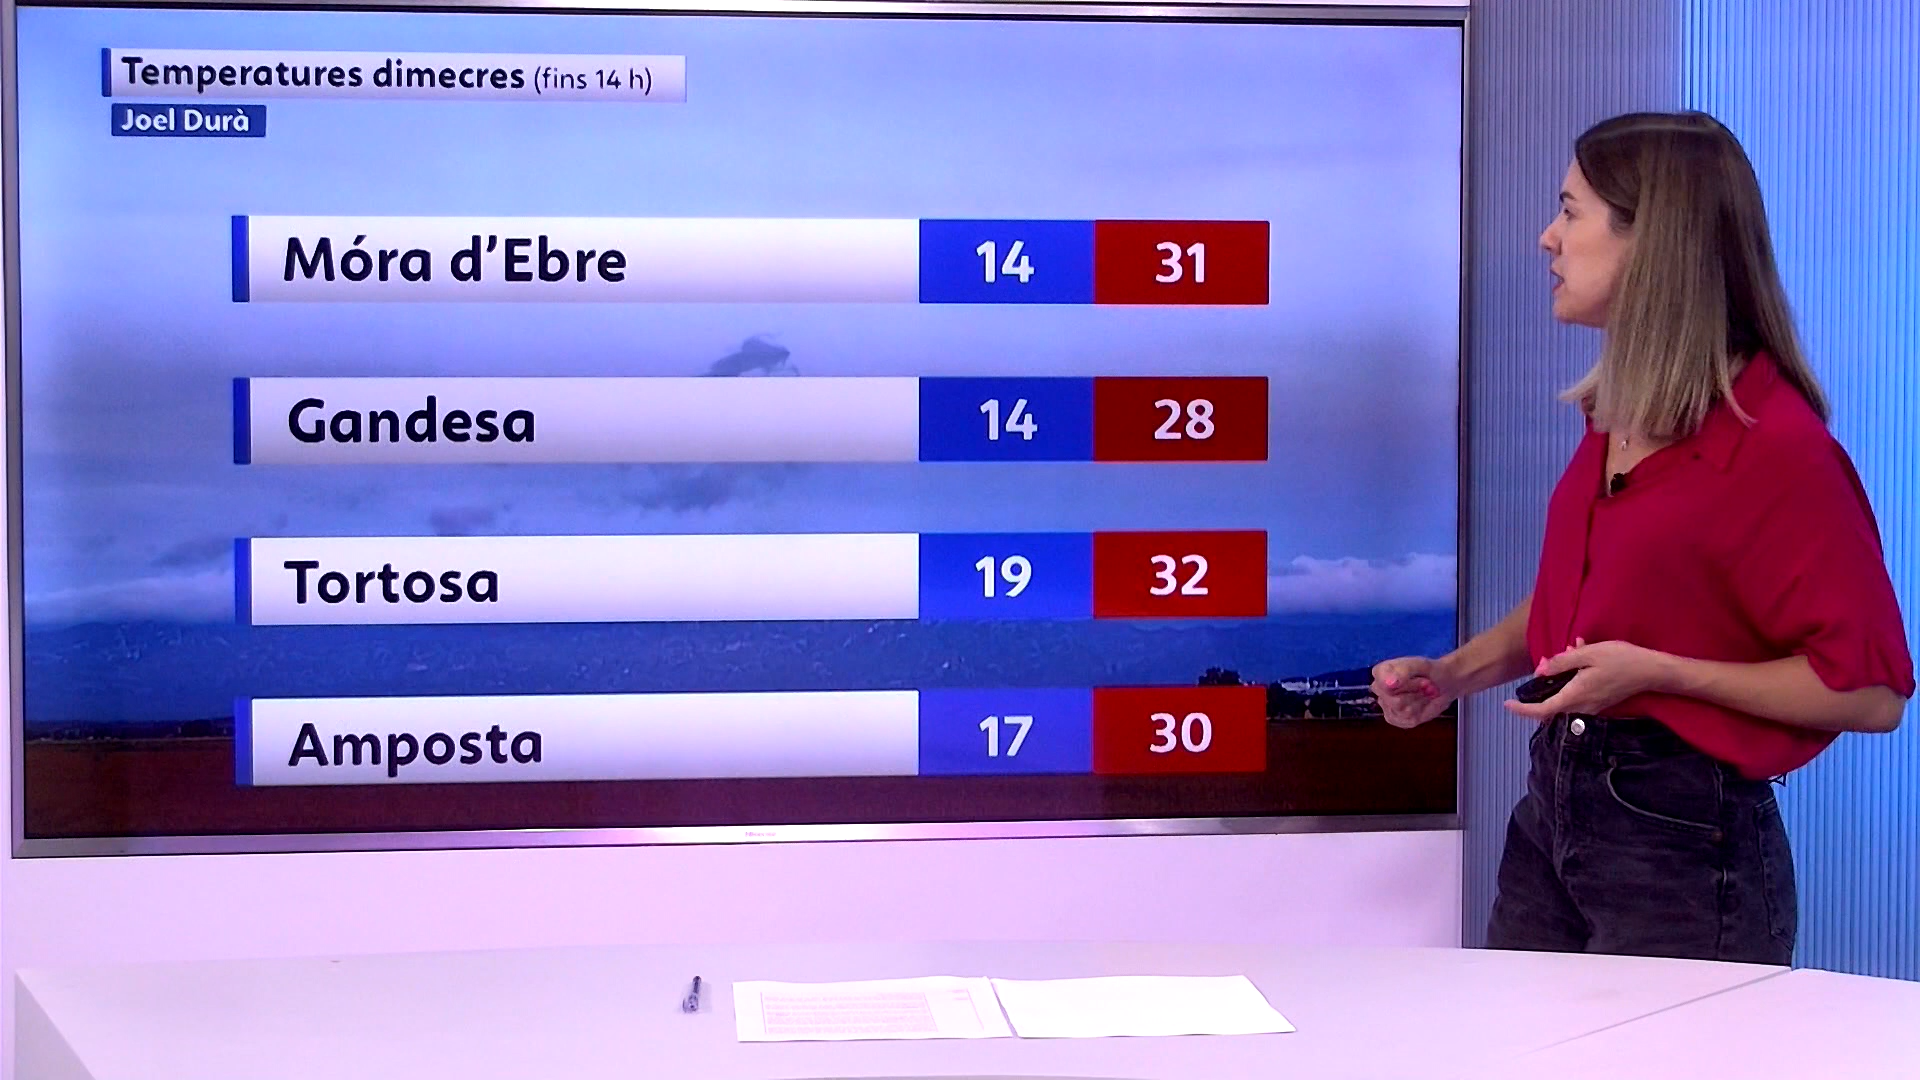 Temperatures dimecres (fins 14 h)
Joel Durà
Móra d'Ebre 14 31
Gandesa 14 28
Tortosa 19 32
Amposta 17 30